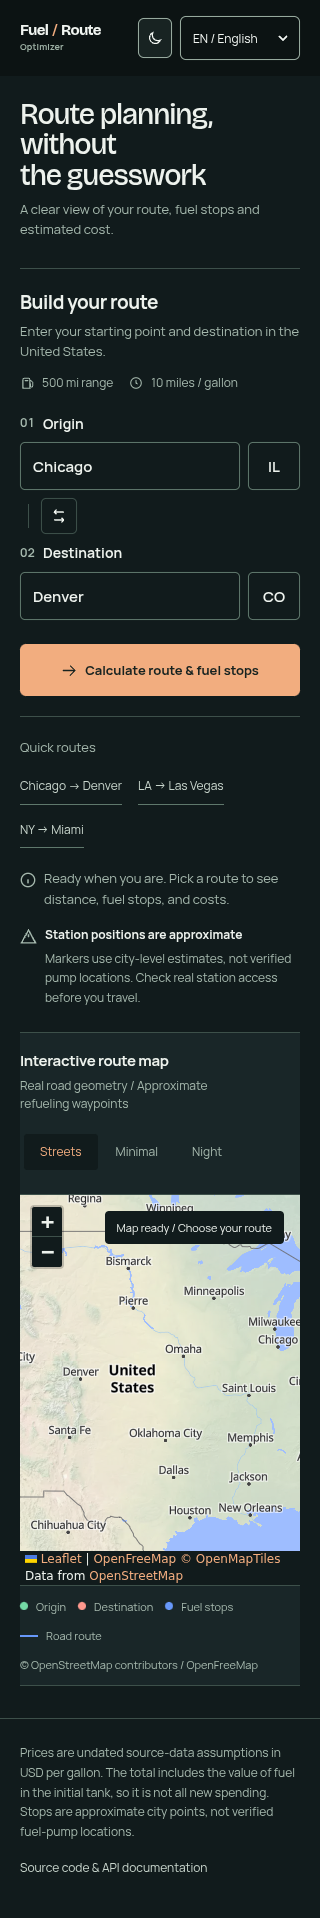 Fuel / Route
Optimizer
EN / English
Route planning,
without
the guesswork
A clear view of your route, fuel stops and
estimated cost.
Build your route
Enter your starting point and destination in the
United States.
500 mi range
10 miles / gallon
01 Origin
Chicago
IL
02 Destination
Denver
CO
→ Calculate route & fuel stops
Quick routes
Chicago → Denver
LA → Las Vegas
NY → Miami
Ready when you are. Pick a route to see
distance, fuel stops, and costs.
Station positions are approximate
Markers use city-level estimates, not verified
pump locations. Check real station access
before you travel.
Interactive route map
Real road geometry / Approximate
refueling waypoints
Streets
Minimal
Night
Regina
Winnipeg
+
−
Map ready / Choose your route
Bismarck
Pierre
Minneapolis
Milwaukee
Chicago
Omaha
City
Denver
United
States
Saint Louis
Santa Fe
Oklahoma City
Memphis
Dallas
Jackson
Houston
New Orleans
Chihuahua City
Leaflet | OpenFreeMap © OpenMapTiles
Data from OpenStreetMap
Origin
Destination
Fuel stops
Road route
© OpenStreetMap contributors / OpenFreeMap
Prices are undated source-data assumptions in
USD per gallon. The total includes the value of fuel
in the initial tank, so it is not all new spending.
Stops are approximate city points, not verified
fuel-pump locations.
Source code & API documentation